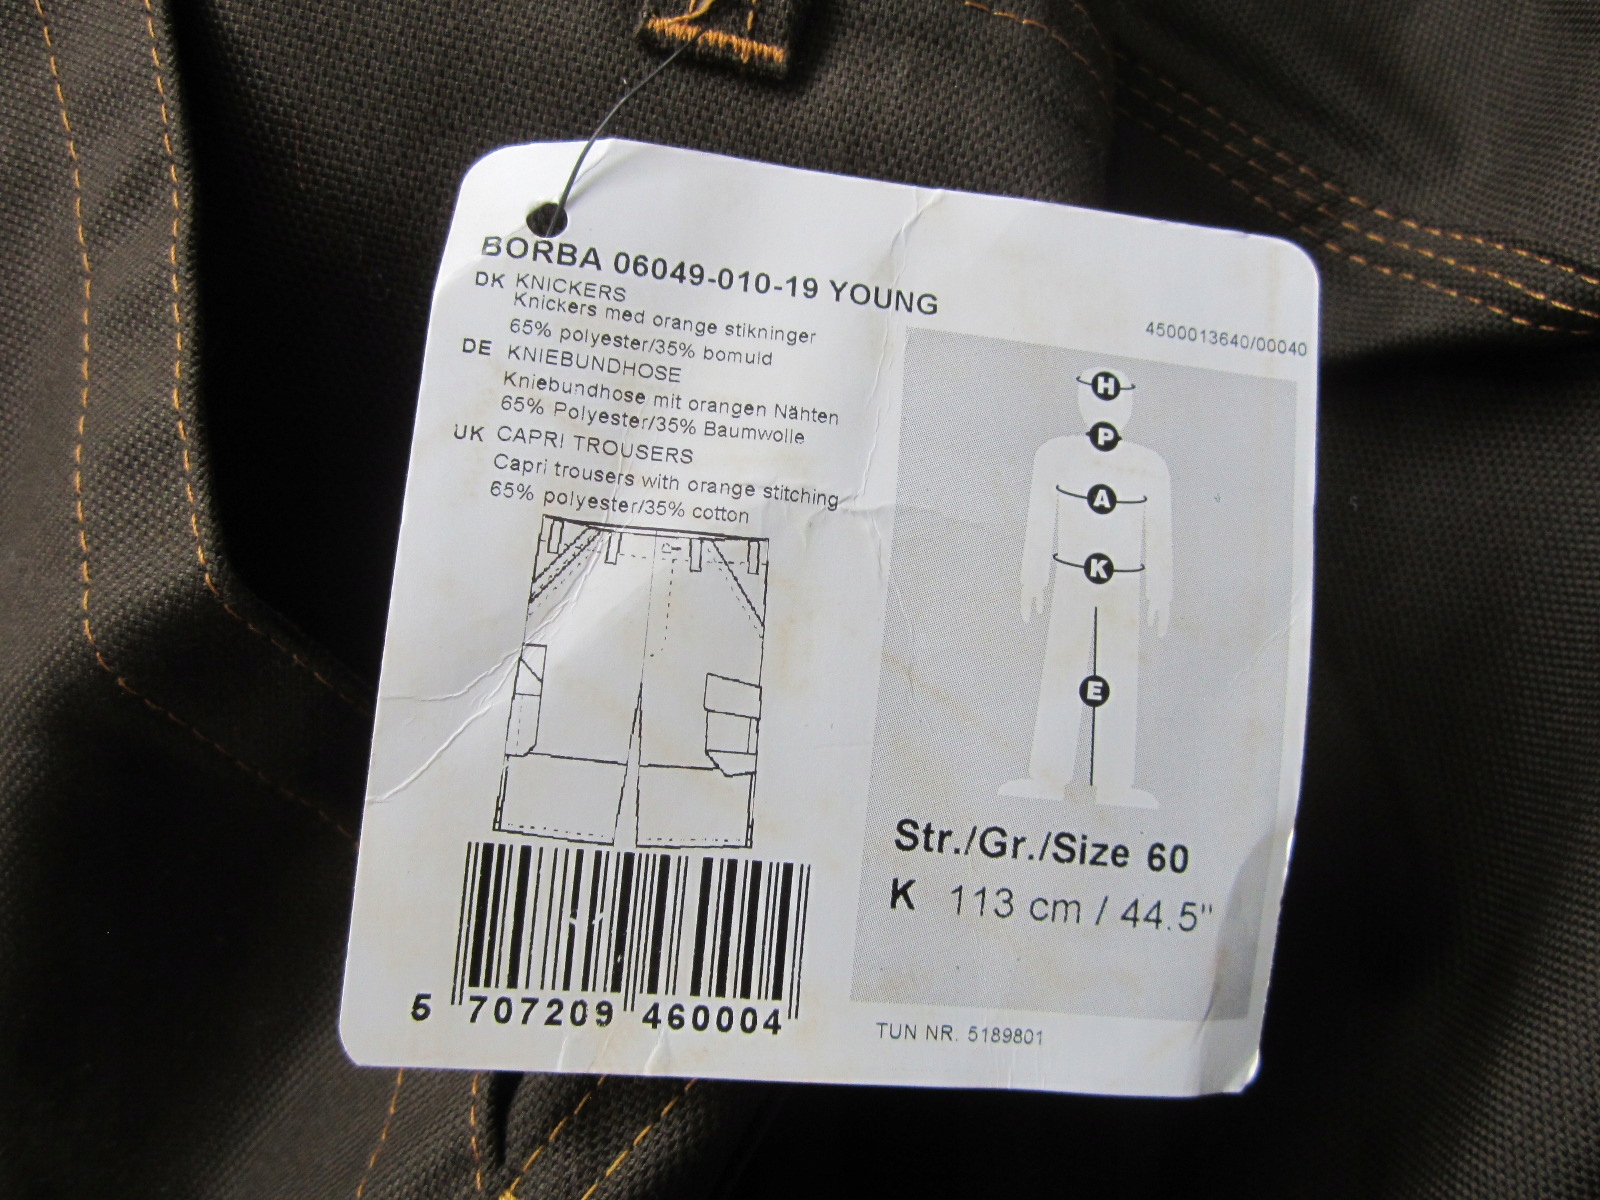 BORBA 06049-010-19 YOUNG
DK KNICKERS
Knickers med orange stikninger
65% polyester/35% bomuld
DE KNIEBUNDHOSE
Kniebundhose mit orangen Nähten
65% Polyester/35% Baumwolle
UK CAPRI TROUSERS
Capri trousers with orange stitching
65% polyester/35% cotton
5 707209 460004
4500013640/00040
H
P
A
K
E
Str./Gr./Size 60
K 113 cm / 44.5"
TUN NR. 5189801